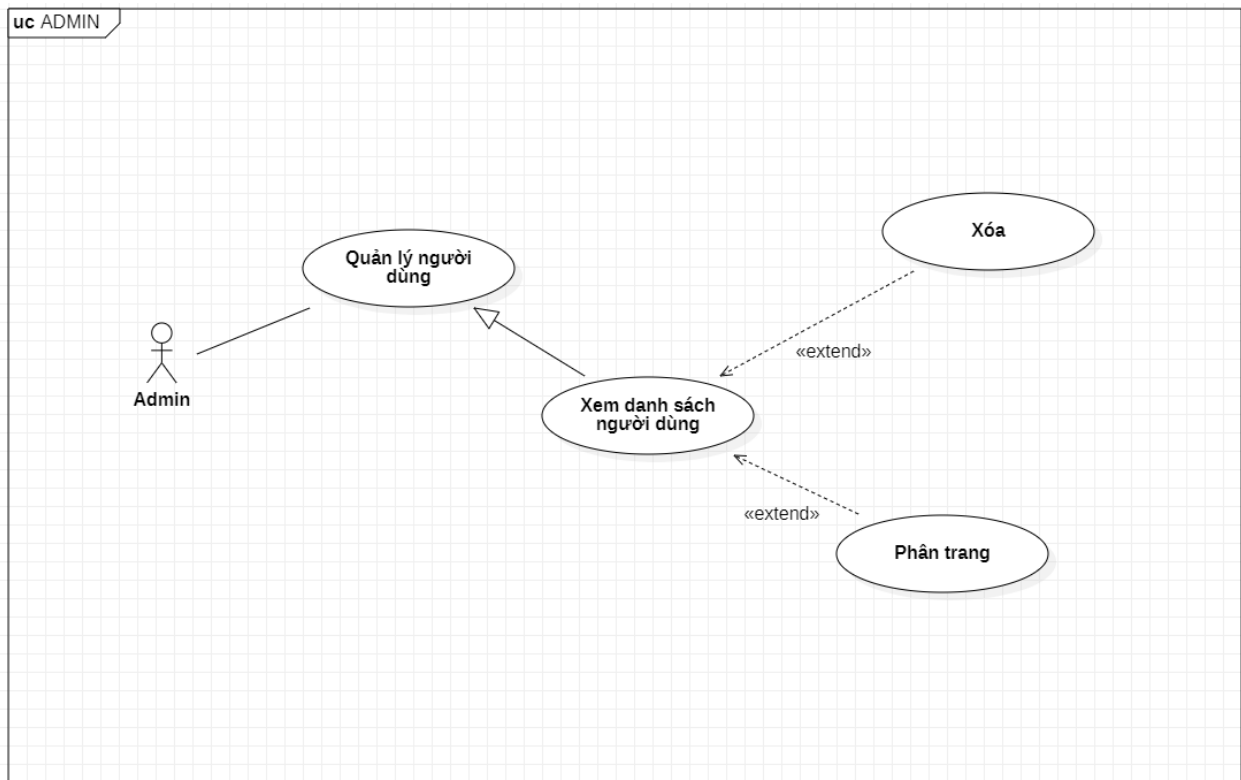 uc ADMIN
Xóa
Quản lý người
dùng
«extend»
Admin
Xem danh sách
người dùng
«extend»
Phân trang